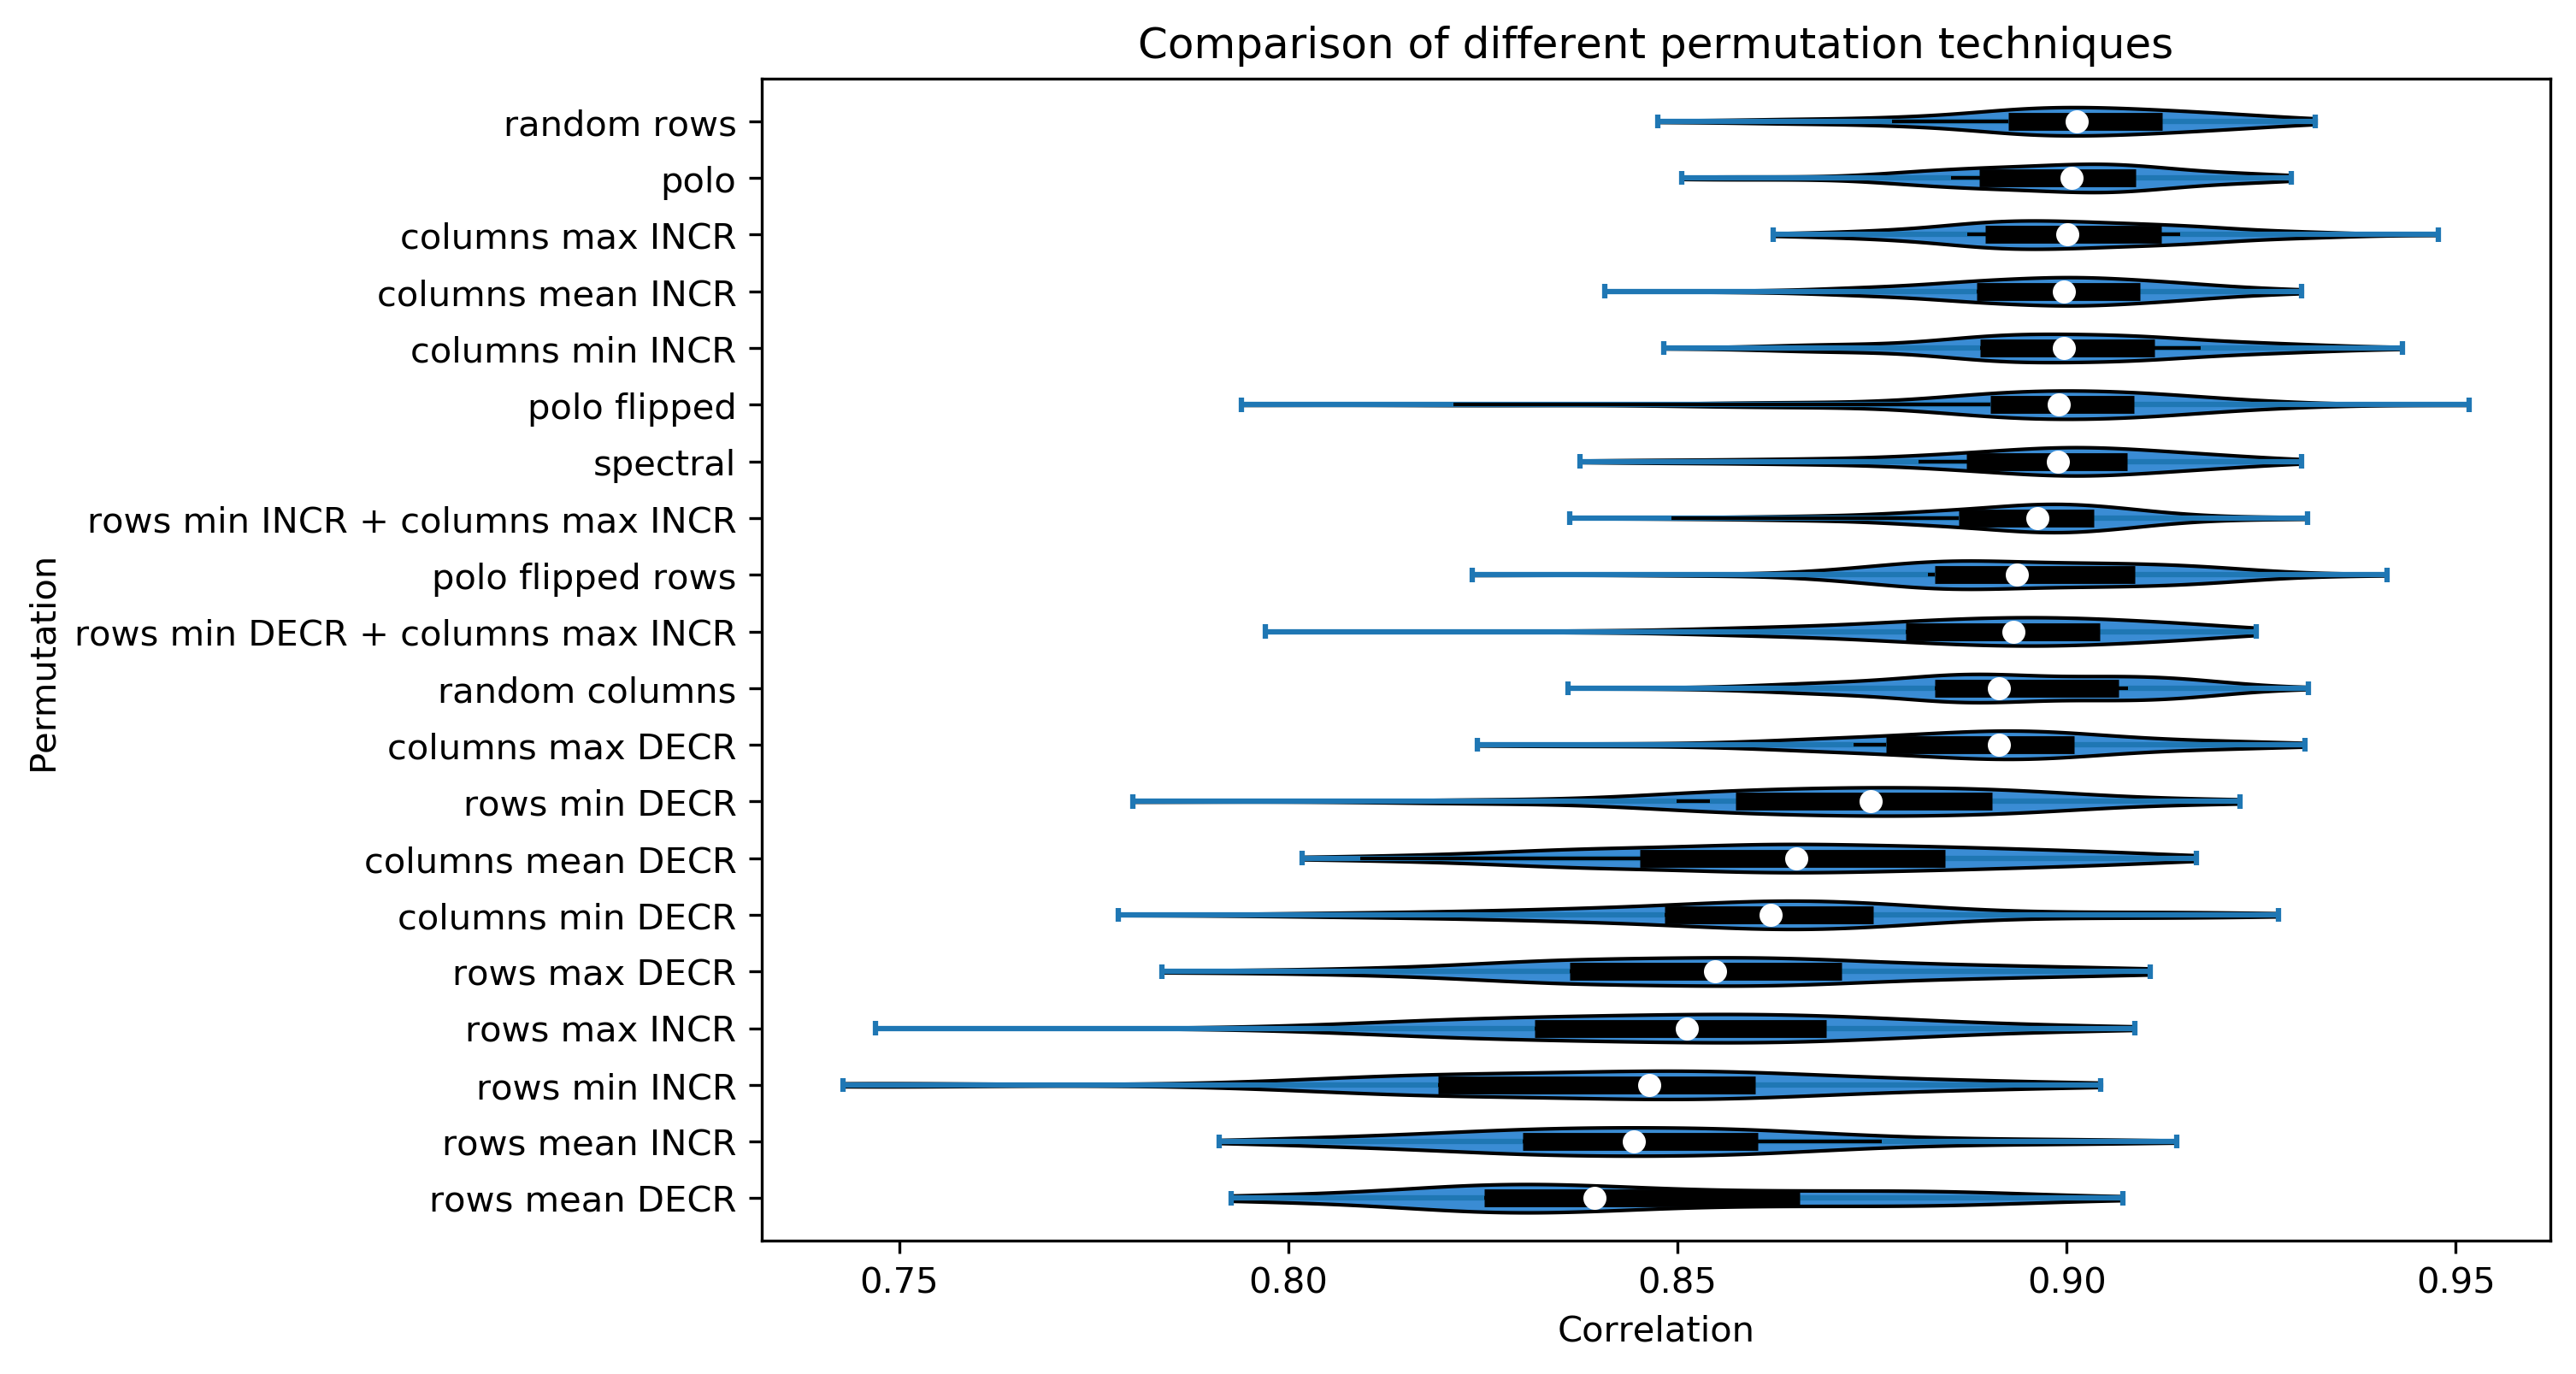 Comparison of different permutation techniques
Permutation
random rows
polo
columns max INCR
columns mean INCR
columns min INCR
polo flipped
spectral
rows min INCR + columns max INCR
polo flipped rows
rows min DECR + columns max INCR
random columns
columns max DECR
rows min DECR
columns mean DECR
columns min DECR
rows max DECR
rows max INCR
rows min INCR
rows mean INCR
rows mean DECR
0.75 0.80 0.85 0.90 0.95
Correlation